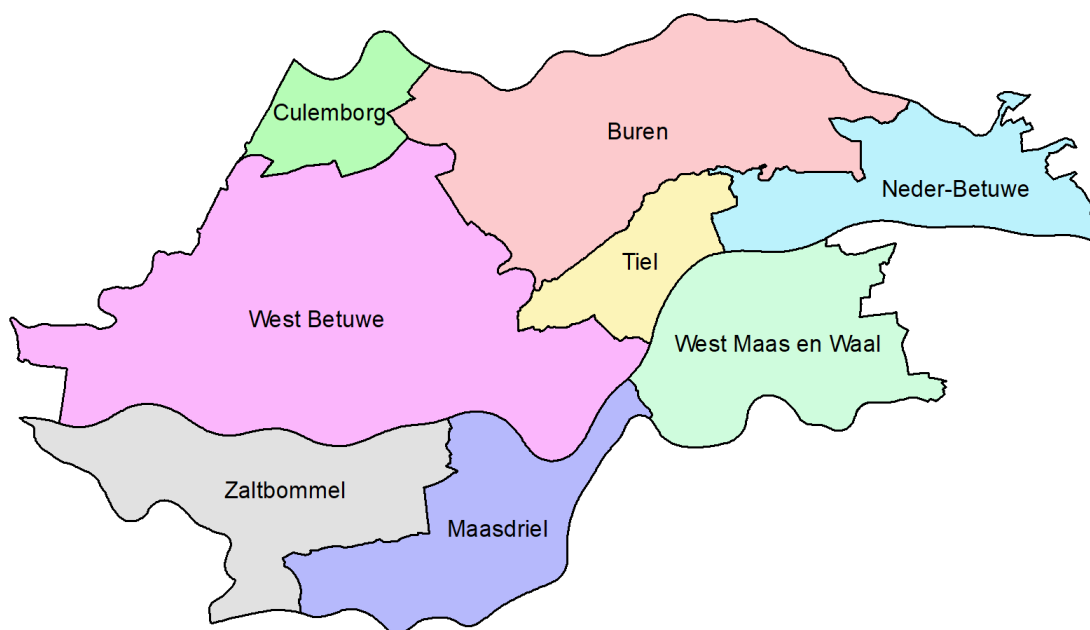 Culemborg
Buren
Neder-Betuwe
Tiel
West Betuwe
West Maas en Waal
Zaltbommel
Maasdriel